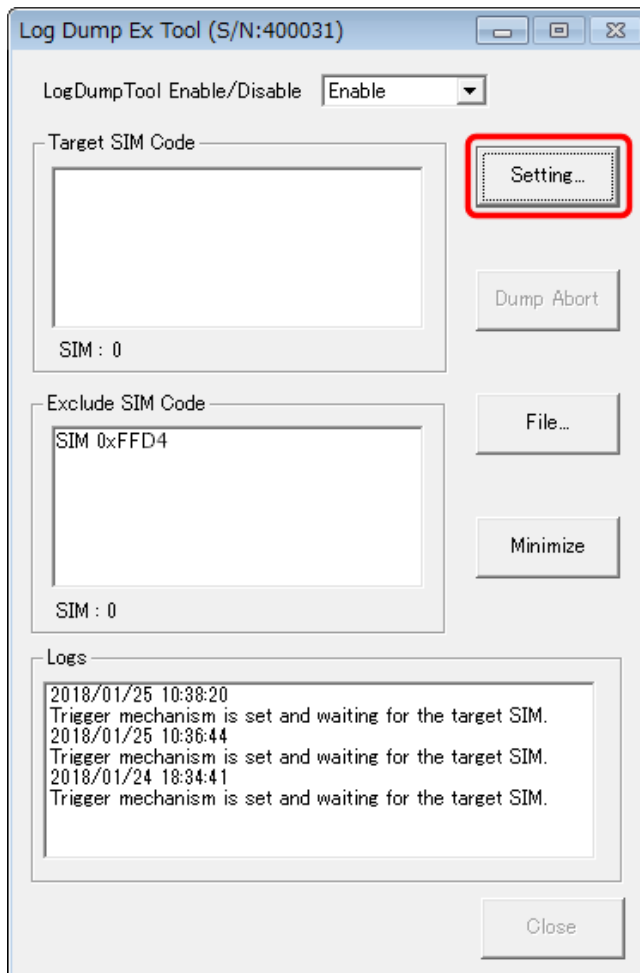 Log Dump Ex Tool (S/N:400031)
LogDumpTool Enable/Disable Enable
Target SIM Code
Setting...
SIM : 0
Dump Abort
Exclude SIM Code
SIM 0xFFD4
File...
Minimize
SIM : 0
Logs
2018/01/25 10:38:20
Trigger mechanism is set and waiting for the target SIM.
2018/01/25 10:36:44
Trigger mechanism is set and waiting for the target SIM.
2018/01/24 18:34:41
Trigger mechanism is set and waiting for the target SIM.
Close